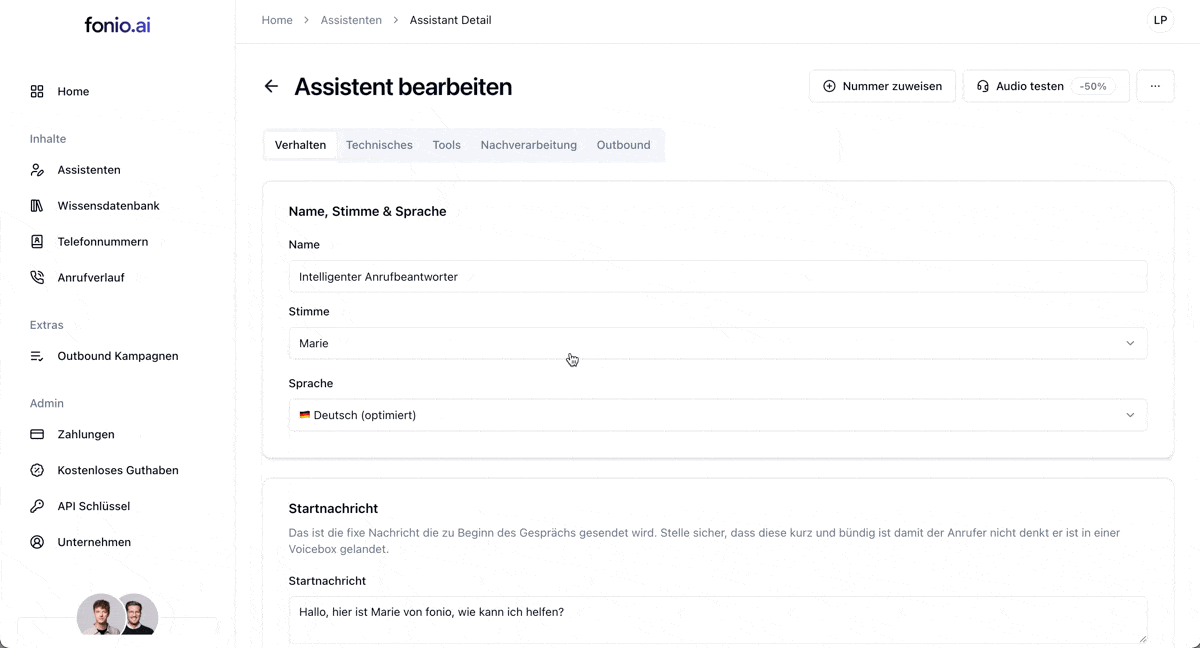 fonio.ai
Home
Inhalte
Assistenten
Wissensdatenbank
Telefonnummern
Anrufverlauf
Extras
Outbound Kampagnen
Admin
Zahlungen
Kostenloses Guthaben
API Schlüssel
Unternehmen
Home > Assistenten > Assistant Detail
LP
Assistent bearbeiten
Nummer zuweisen
Audio testen -50%
...
Verhalten Technisches Tools Nachverarbeitung Outbound
Name, Stimme & Sprache
Name
Intelligenter Anrufbeantworter
Stimme
Marie
Sprache
Deutsch (optimiert)
Startnachricht
Das ist die fixe Nachricht die zu Beginn des Gesprächs gesendet wird. Stelle sicher, dass diese kurz und bündig ist damit der Anrufer nicht denkt er ist in einer
Voicebox gelandet.
Startnachricht
Hallo, hier ist Marie von fonio, wie kann ich helfen?